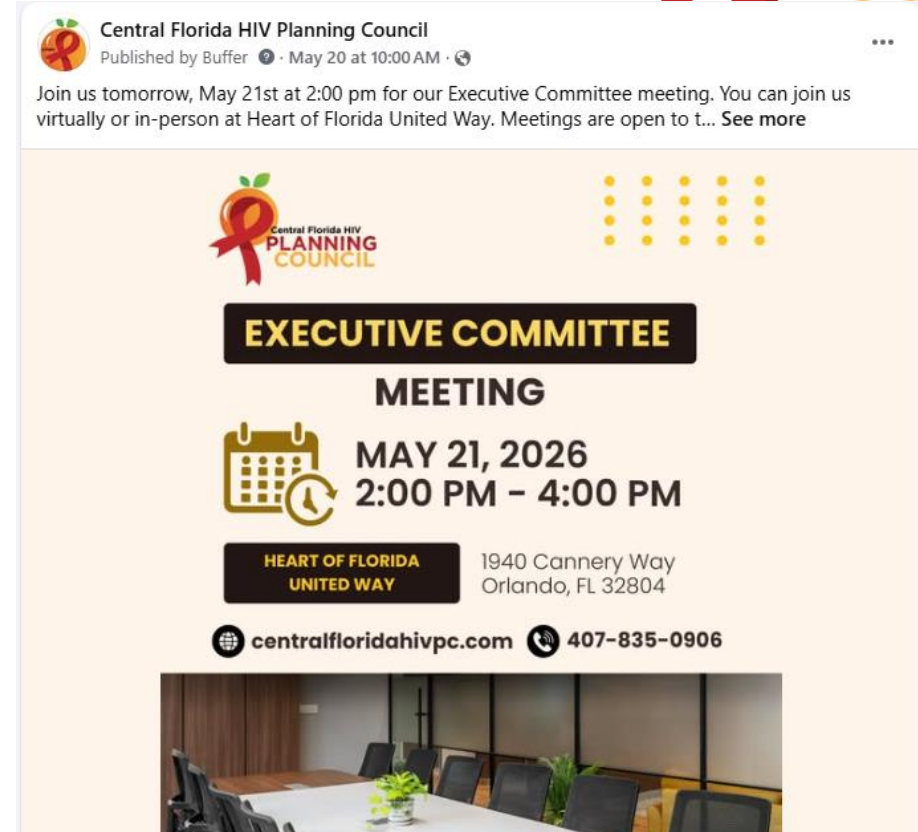 Central Florida HIV Planning Council
Published by Buffer · May 20 at 10:00 AM ·
Join us tomorrow, May 21st at 2:00 pm for our Executive Committee meeting. You can join us
virtually or in-person at Heart of Florida United Way. Meetings are open to t... See more
Central Florida HIV
PLANNING
COUNCIL
EXECUTIVE COMMITTEE
MEETING
MAY 21, 2026
2:00 PM – 4:00 PM
HEART OF FLORIDA
UNITED WAY
1940 Cannery Way
Orlando, FL 32804
centralfloridahivpc.com
407-835-0906